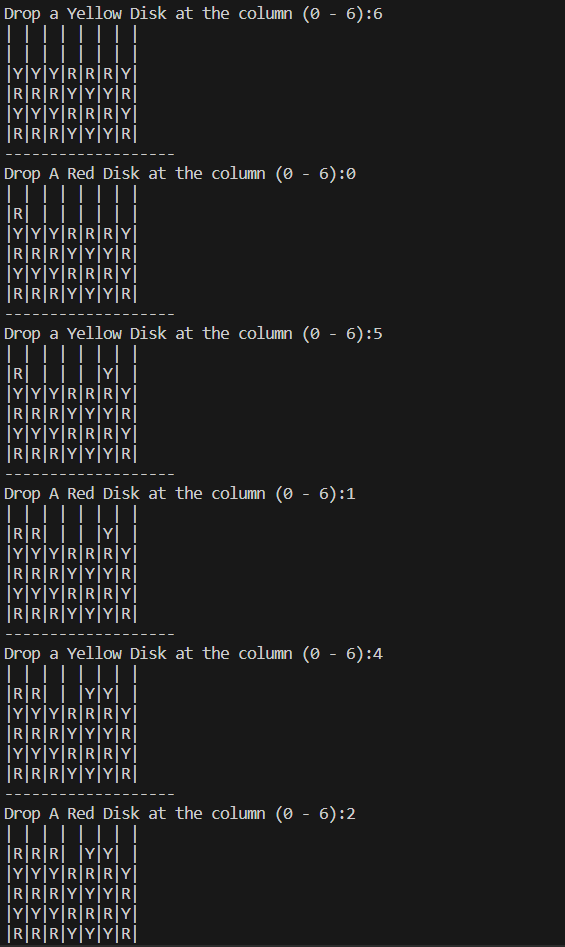 Drop a Yellow Disk at the column (0 - 6):6
| | | | | | | |
| | | | | | | |
|Y|Y|Y|R|R|R|Y|
|R|R|R|Y|Y|Y|R|
|Y|Y|Y|R|R|R|Y|
|R|R|R|Y|Y|Y|R|
-------------------
Drop A Red Disk at the column (0 - 6):0
| | | | | | | |
|R| | | | | | |
|Y|Y|Y|R|R|R|Y|
|R|R|R|Y|Y|Y|R|
|Y|Y|Y|R|R|R|Y|
|R|R|R|Y|Y|Y|R|
-------------------
Drop a Yellow Disk at the column (0 - 6):5
| | | | | | | |
|R| | | | |Y| |
|Y|Y|Y|R|R|R|Y|
|R|R|R|Y|Y|Y|R|
|Y|Y|Y|R|R|R|Y|
|R|R|R|Y|Y|Y|R|
-------------------
Drop A Red Disk at the column (0 - 6):1
| | | | | | | |
|R|R| | | |Y| |
|Y|Y|Y|R|R|R|Y|
|R|R|R|Y|Y|Y|R|
|Y|Y|Y|R|R|R|Y|
|R|R|R|Y|Y|Y|R|
-------------------
Drop a Yellow Disk at the column (0 - 6):4
| | | | | | | |
|R|R| | |Y|Y| |
|Y|Y|Y|R|R|R|Y|
|R|R|R|Y|Y|Y|R|
|Y|Y|Y|R|R|R|Y|
|R|R|R|Y|Y|Y|R|
-------------------
Drop A Red Disk at the column (0 - 6):2
| | | | | | | |
|R|R|R| |Y|Y| |
|Y|Y|Y|R|R|R|Y|
|R|R|R|Y|Y|Y|R|
|Y|Y|Y|R|R|R|Y|
|R|R|R|Y|Y|Y|R|